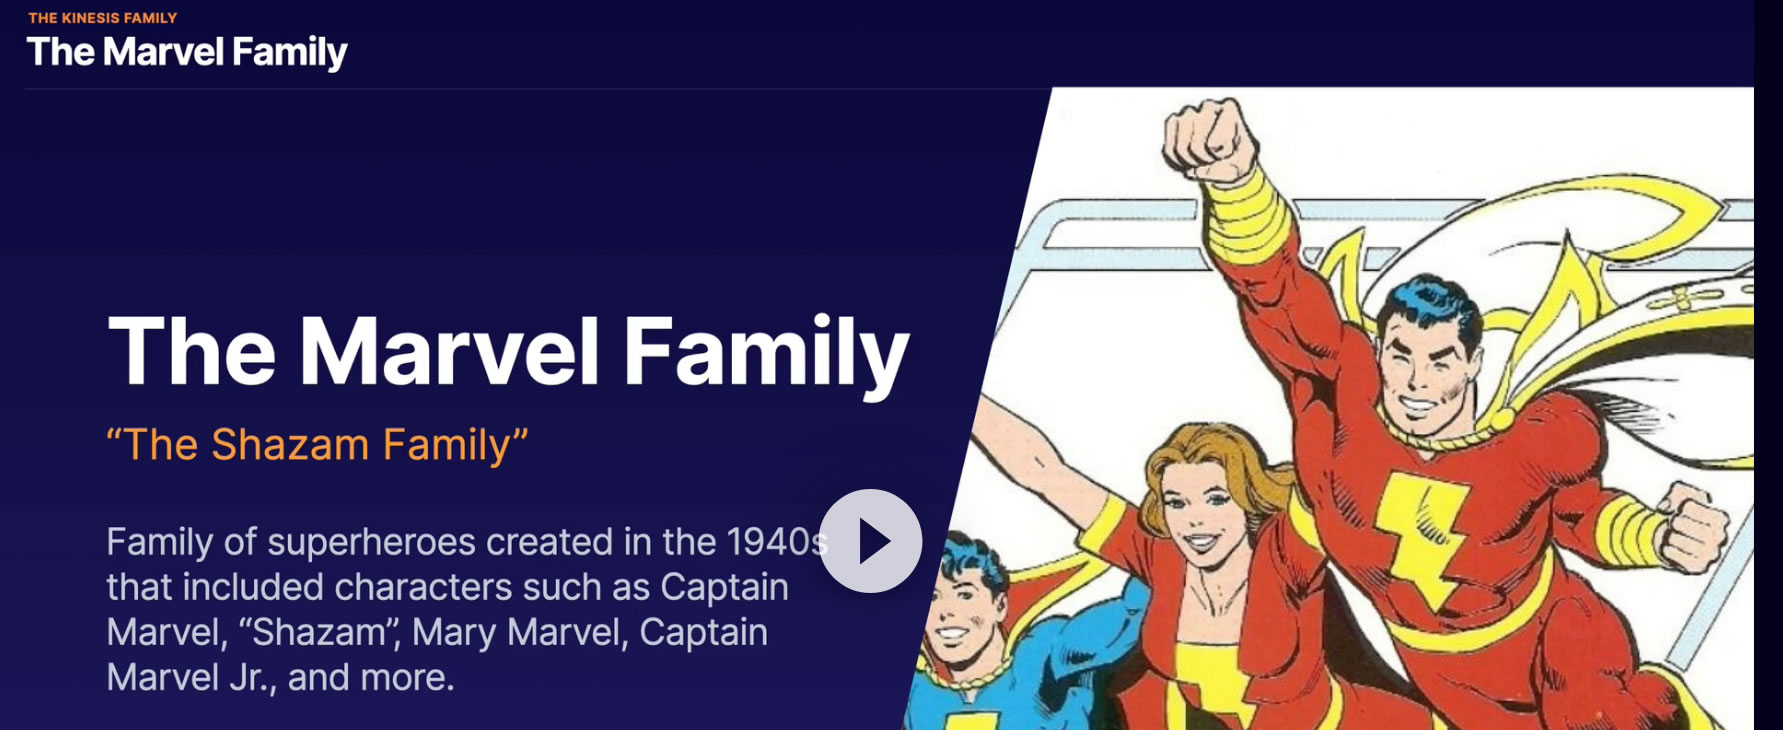 THE KINESIS FAMILY
The Marvel Family
The Marvel Family
“The Shazam Family”
Family of superheroes created in the 1940s
that included characters such as Captain
Marvel, “Shazam”, Mary Marvel, Captain
Marvel Jr., and more.